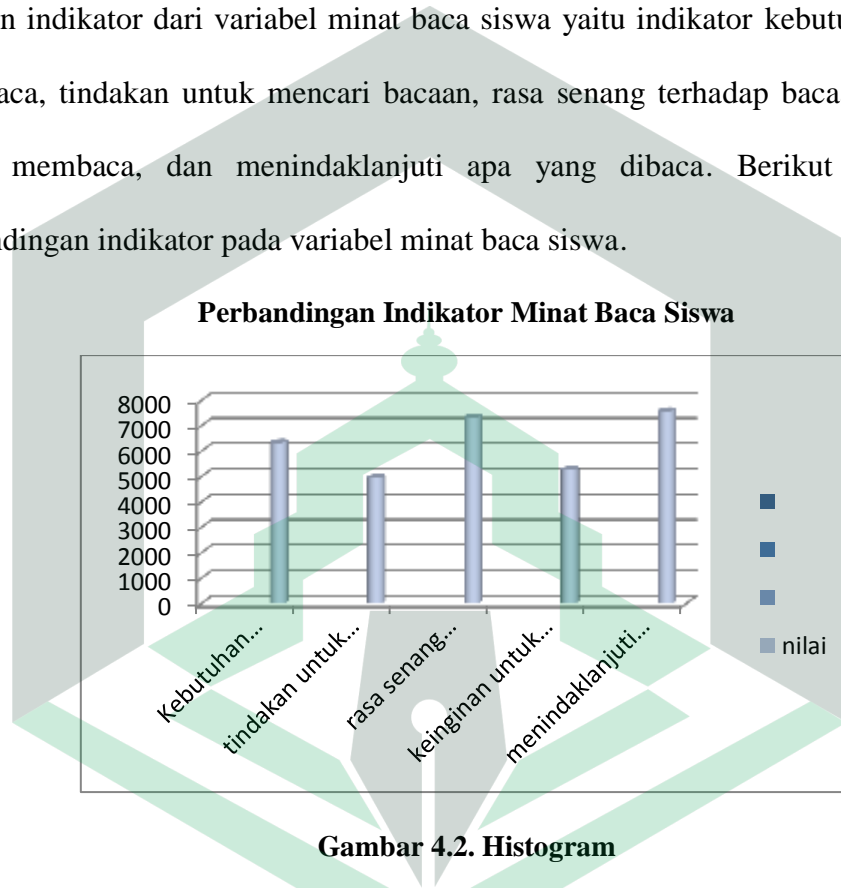 n indikator dari variabel minat baca siswa yaitu indikator kebutu
aca, tindakan untuk mencari bacaan, rasa senang terhadap baca
membaca, dan menindaklanjuti apa yang dibaca. Berikut
ndingan indikator pada variabel minat baca siswa.
Perbandingan Indikator Minat Baca Siswa
8000
7000
6000
5000
4000
3000
2000
1000
0
Kebutuhan...
tindakan untuk...
rasa senang...
keinginan untuk...
menindaklanjuti...
nilai
Gambar 4.2. Histogram